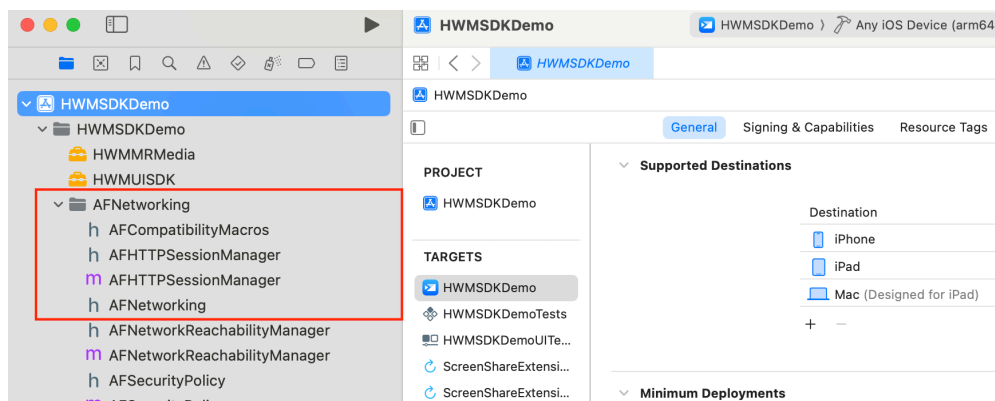 HWMSDKDemo
HWMSDKDemo 〉 Any iOS Device (arm64
HWMSDKDemo
HWMSDKDemo
HWMSDKDemo
HWMSDKDemo
HWMMRMedia
HWMUISDK
AFNetworking
h AFCompatibilityMacros
h AFHTTPSessionManager
m AFHTTPSessionManager
h AFNetworking
h AFNetworkReachabilityManager
m AFNetworkReachabilityManager
h AFSecurityPolicy
General Signing & Capabilities Resource Tags
PROJECT
HWMSDKDemo
TARGETS
HWMSDKDemo
HWMSDKDemoTests
HWMSDKDemoUITe...
ScreenShareExtensi...
ScreenShareExtensi...
Supported Destinations
Destination
iPhone
iPad
Mac (Designed for iPad)
+ −
Minimum Deployments